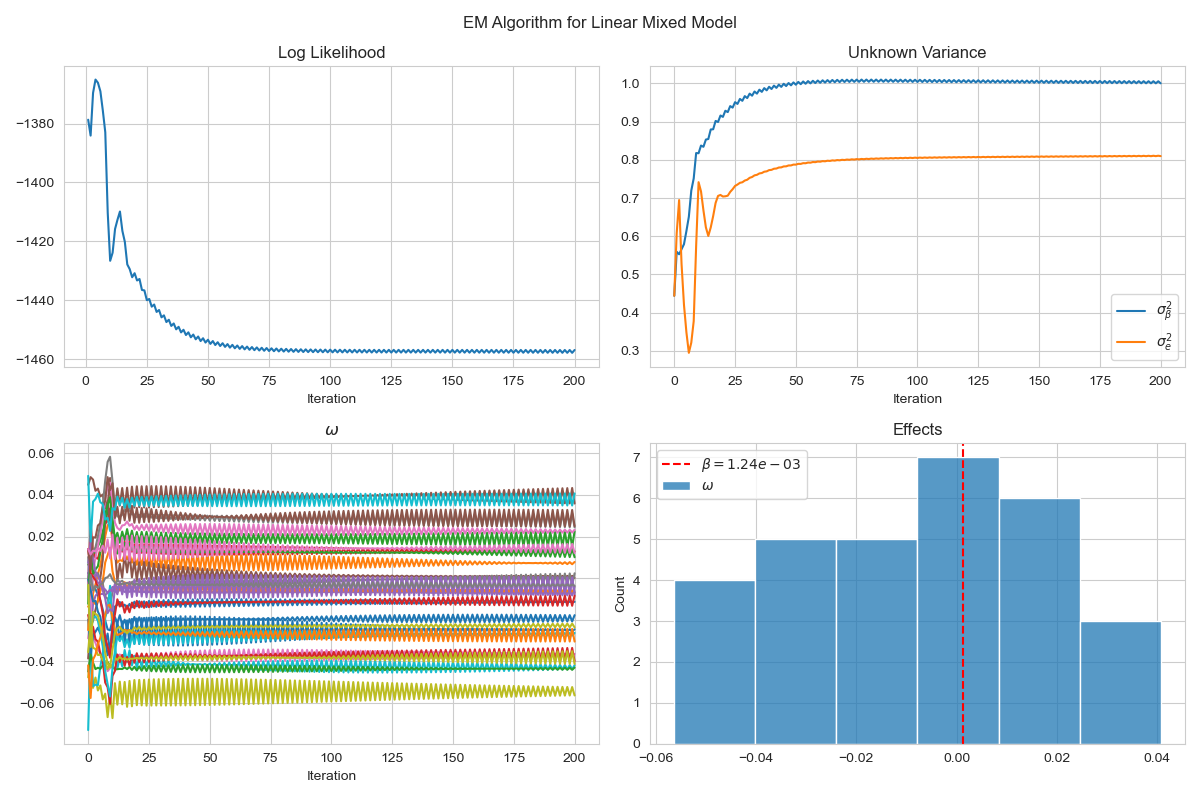 EM Algorithm for Linear Mixed Model
Log Likelihood
−1380
−1400
−1420
−1440
−1460
0 25 50 75 100 125 150 175 200
Iteration
Unknown Variance
1.0
0.9
0.8
0.7
0.6
0.5
0.4
0.3
σ²_β
σ²_e
0 25 50 75 100 125 150 175 200
Iteration
ω
0.06
0.04
0.02
0.00
−0.02
−0.04
−0.06
0 25 50 75 100 125 150 175 200
Iteration
Effects
β = 1.24e − 03
ω
Count
7
6
5
4
3
2
1
0
−0.06 −0.04 −0.02 0.00 0.02 0.04